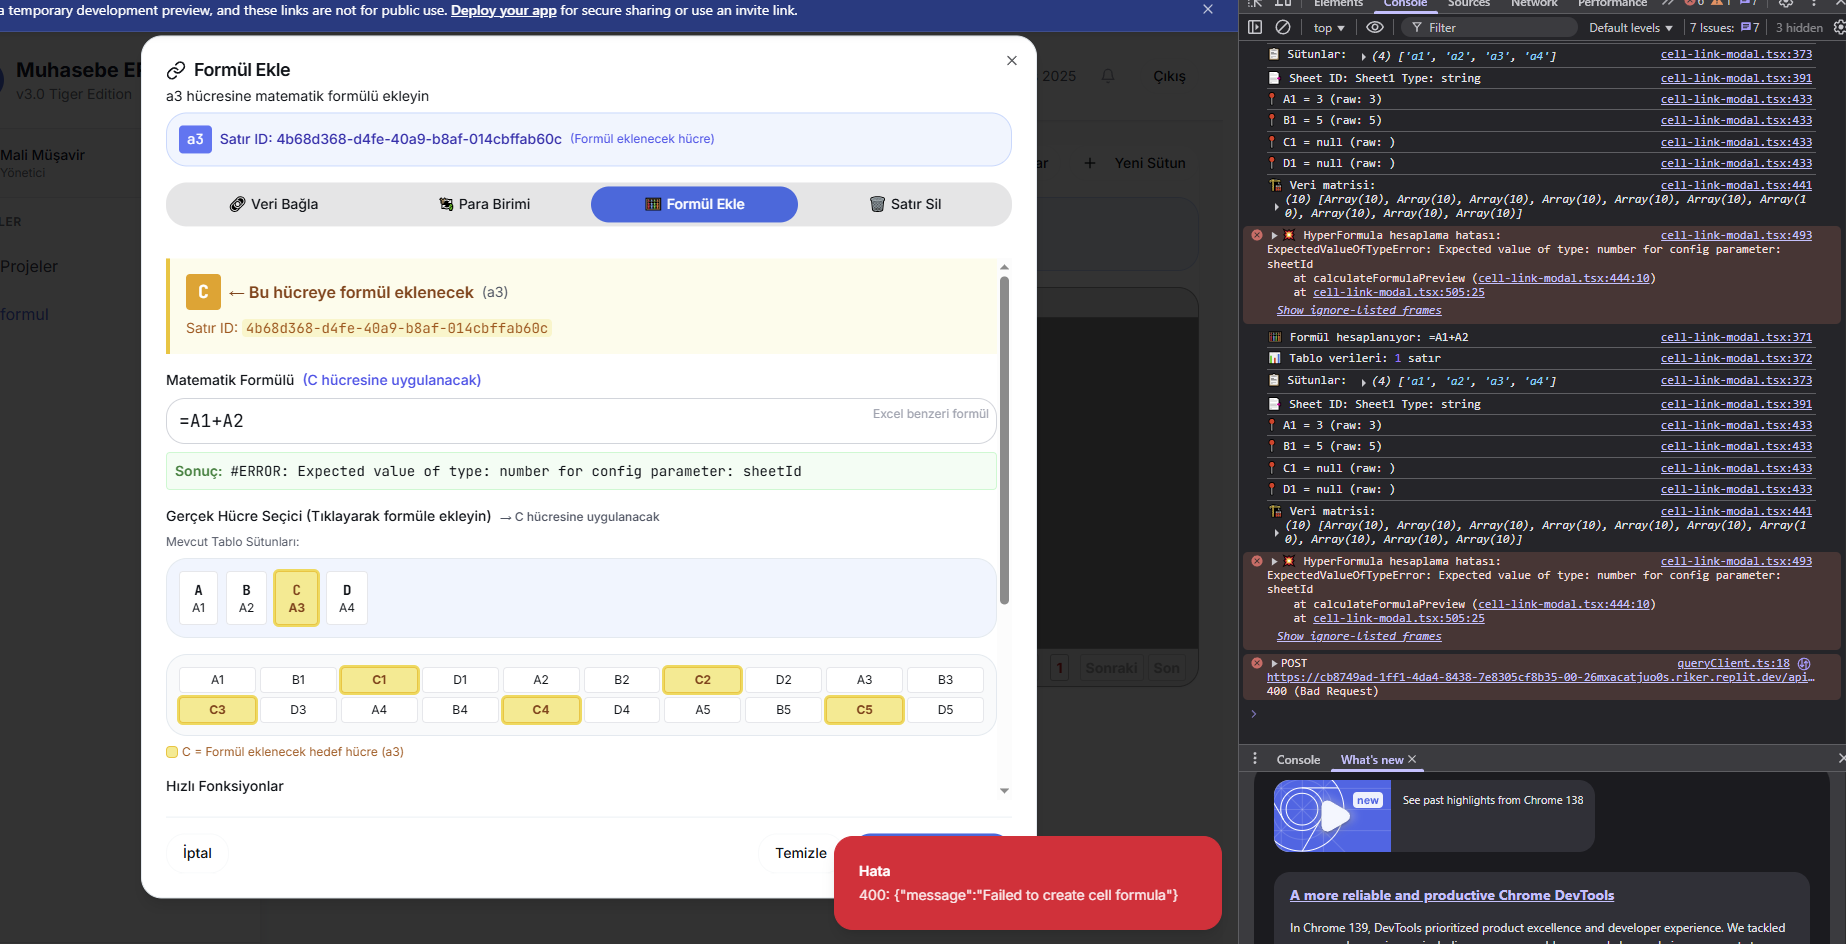 a temporary development preview, and these links are not for public use. Deploy your app for secure sharing or use an invite link.
v3.0 Tiger Edition
Mali Müşavir
Yönetici
LER
Projeler
formul
2025
Çıkış
ar
+ Yeni Sütun
1 Sonraki Son
Formül Ekle
a3 hücresine matematik formülü ekleyin
a3 Satır ID: 4b68d368-d4fe-40a9-b8af-014cbffab60c (Formül eklenecek hücre)
Veri Bağla Para Birimi Formül Ekle Satır Sil
C ← Bu hücreye formül eklenecek (a3)
Satır ID: 4b68d368-d4fe-40a9-b8af-014cbffab60c
Matematik Formülü (C hücresine uygulanacak)
=A1+A2 Excel benzeri formül
Sonuç: #ERROR: Expected value of type: number for config parameter: sheetId
Gerçek Hücre Seçici (Tıklayarak formüle ekleyin) → C hücresine uygulanacak
Mevcut Tablo Sütunları:
A B C D
A1 A2 A3 A4
A1 B1 C1 D1 A2 B2 C2 D2 A3 B3
C3 D3 A4 B4 C4 D4 A5 B5 C5 D5
C = Formül eklenecek hedef hücre (a3)
Hızlı Fonksiyonlar
İptal Temizle
Hata
400: {"message":"Failed to create cell formula"}
Elements Console Sources Network Performance 6 1 7
top Filter Default levels 7 Issues: 7 3 hidden
Sütunlar: (4) ['a1', 'a2', 'a3', 'a4'] cell-link-modal.tsx:373
Sheet ID: Sheet1 Type: string cell-link-modal.tsx:391
A1 = 3 (raw: 3) cell-link-modal.tsx:433
B1 = 5 (raw: 5) cell-link-modal.tsx:433
C1 = null (raw: ) cell-link-modal.tsx:433
D1 = null (raw: ) cell-link-modal.tsx:433
Veri matrisi: cell-link-modal.tsx:441
(10) [Array(10), Array(10), Array(10), Array(10), Array(10), Array(10), Array(1
0), Array(10), Array(10), Array(10)]
HyperFormula hesaplama hatası: cell-link-modal.tsx:493
ExpectedValueOfTypeError: Expected value of type: number for config parameter:
sheetId
at calculateFormulaPreview (cell-link-modal.tsx:444:10)
at cell-link-modal.tsx:505:25
Show ignore-listed frames
Formül hesaplanıyor: =A1+A2 cell-link-modal.tsx:371
Tablo verileri: 1 satır cell-link-modal.tsx:372
Sütunlar: (4) ['a1', 'a2', 'a3', 'a4'] cell-link-modal.tsx:373
Sheet ID: Sheet1 Type: string cell-link-modal.tsx:391
A1 = 3 (raw: 3) cell-link-modal.tsx:433
B1 = 5 (raw: 5) cell-link-modal.tsx:433
C1 = null (raw: ) cell-link-modal.tsx:433
D1 = null (raw: ) cell-link-modal.tsx:433
Veri matrisi: cell-link-modal.tsx:441
(10) [Array(10), Array(10), Array(10), Array(10), Array(10), Array(10), Array(1
0), Array(10), Array(10), Array(10)]
HyperFormula hesaplama hatası: cell-link-modal.tsx:493
ExpectedValueOfTypeError: Expected value of type: number for config parameter:
sheetId
at calculateFormulaPreview (cell-link-modal.tsx:444:10)
at cell-link-modal.tsx:505:25
Show ignore-listed frames
POST queryClient.ts:18
https://cb8749ad-1ff1-4da4-8438-7e8305cf8b35-00-26mxacatjuo0s.riker.replit.dev/api…
400 (Bad Request)
Console What's new
new See past highlights from Chrome 138
A more reliable and productive Chrome DevTools
In Chrome 139, DevTools prioritized product excellence and developer experience. We tackled